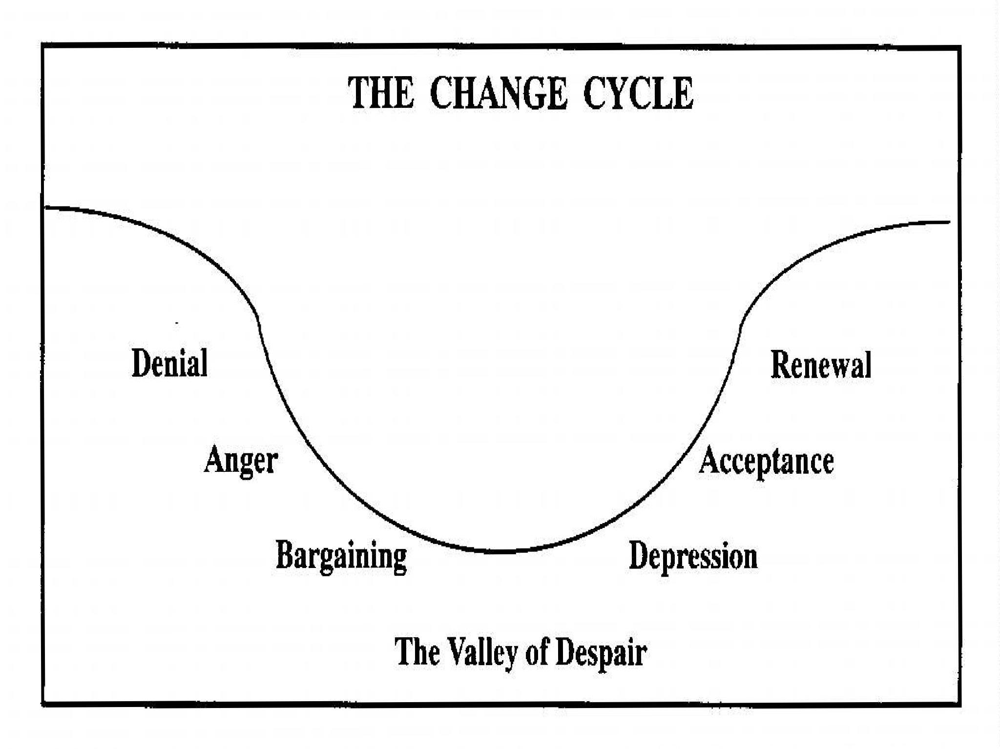 THE CHANGE CYCLE
Denial
Renewal
Anger
Acceptance
Bargaining
Depression
The Valley of Despair